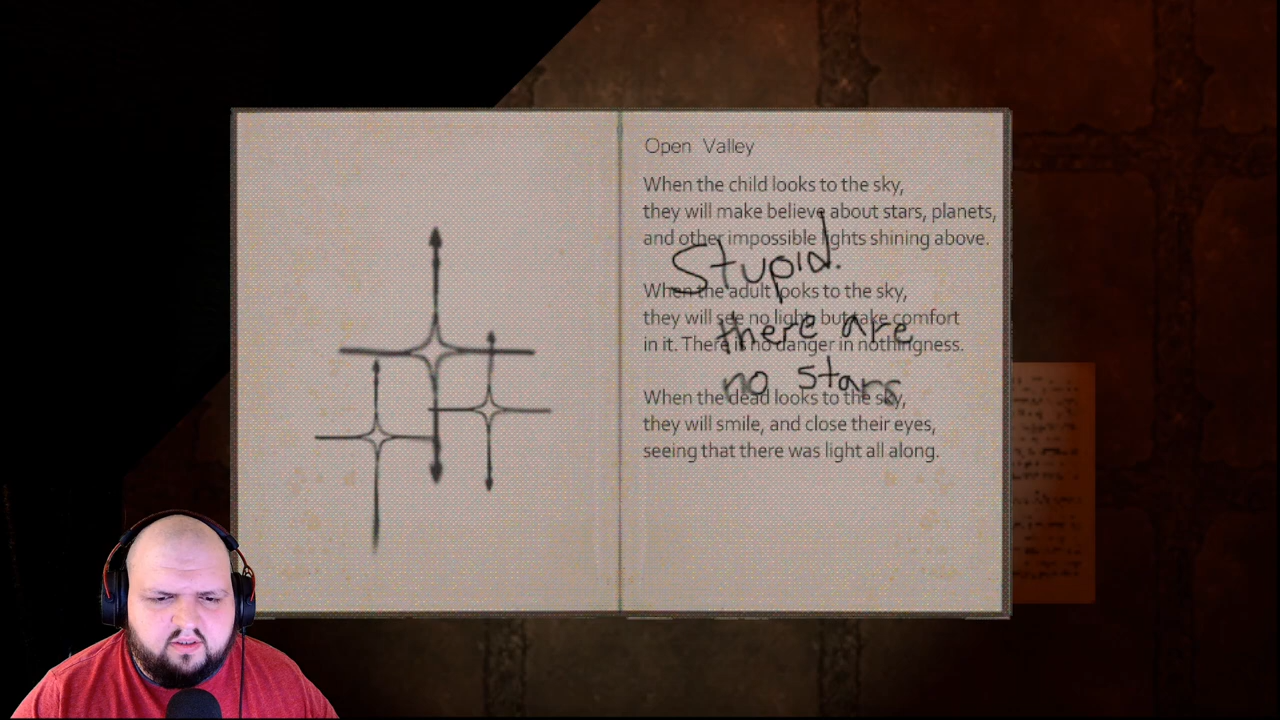 Open Valley
When the child looks to the sky,
they will make believe about stars, planets,
and other impossible lights shining above.
Stupid.
When the adult looks to the sky,
they will see no light, but take comfort
there are
in it. There is no danger in nothingness.
no stars
When the dead looks to the sky,
they will smile, and close their eyes,
seeing that there was light all along.